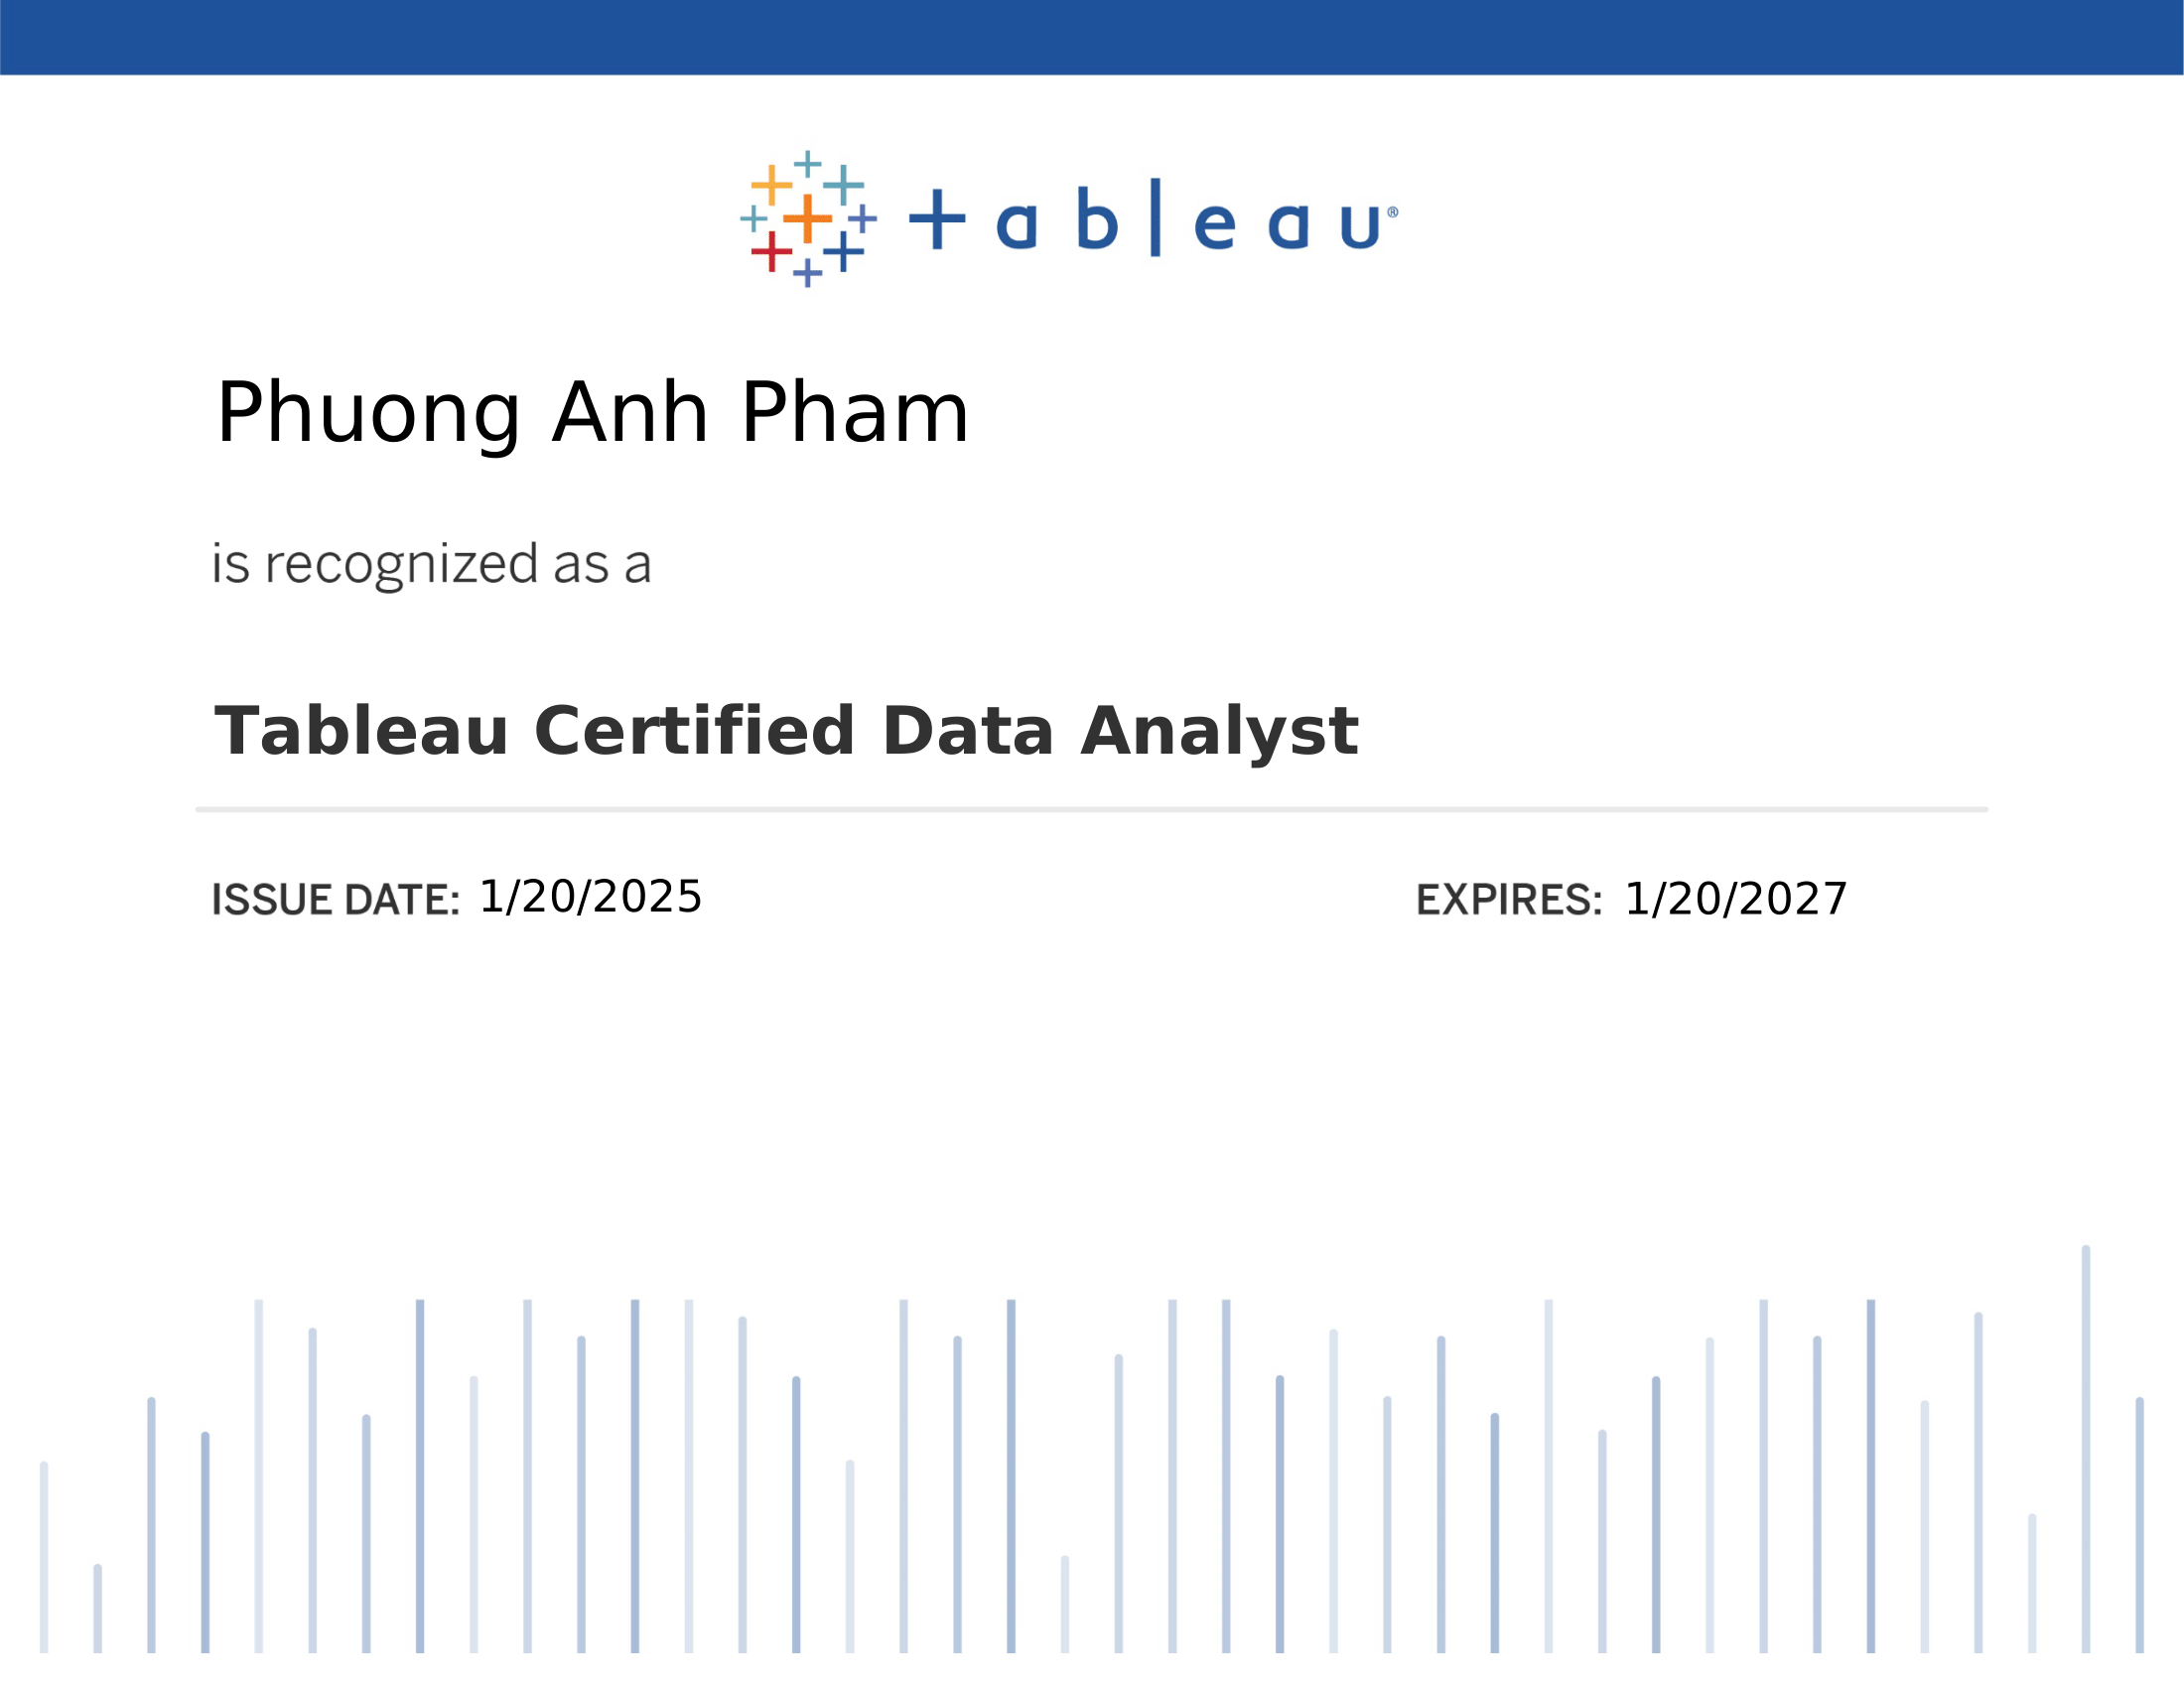 +ableau®
Phuong Anh Pham
is recognized as a
Tableau Certified Data Analyst
ISSUE DATE: 1/20/2025
EXPIRES: 1/20/2027